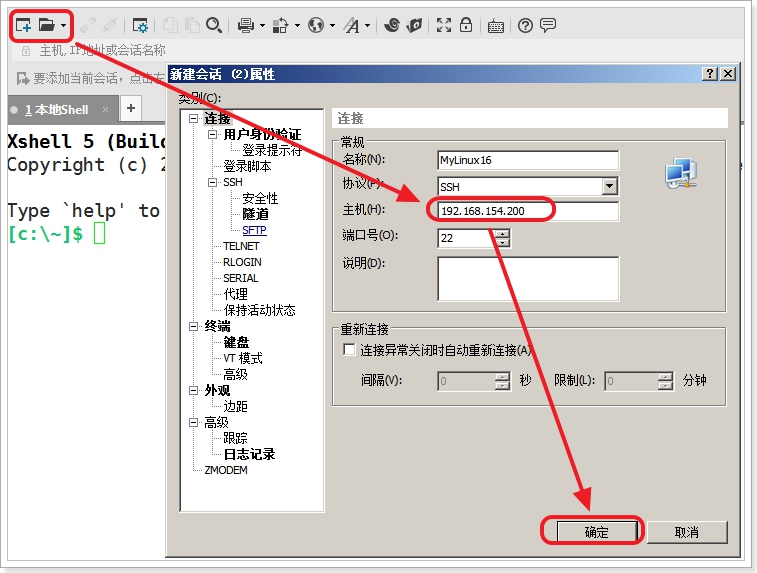 主机,IP地址或会话名称
要添加当前会话，点击左
1 本地Shell
Xshell 5 (Build
Copyright (c) 2
Type `help' to
[c:\~]$
新建会话 (2)属性
类别(C):
连接
用户身份验证
登录提示符
登录脚本
SSH
安全性
隧道
SFTP
TELNET
RLOGIN
SERIAL
代理
保持活动状态
终端
键盘
VT 模式
高级
外观
边距
高级
跟踪
日志记录
ZMODEM
连接
常规
名称(N): MyLinux16
协议(P): SSH
主机(H): 192.168.154.200
端口号(O): 22
说明(D):
重新连接
连接异常关闭时自动重新连接(A)
间隔(V): 0 秒 限制(L): 0 分钟
确定 取消